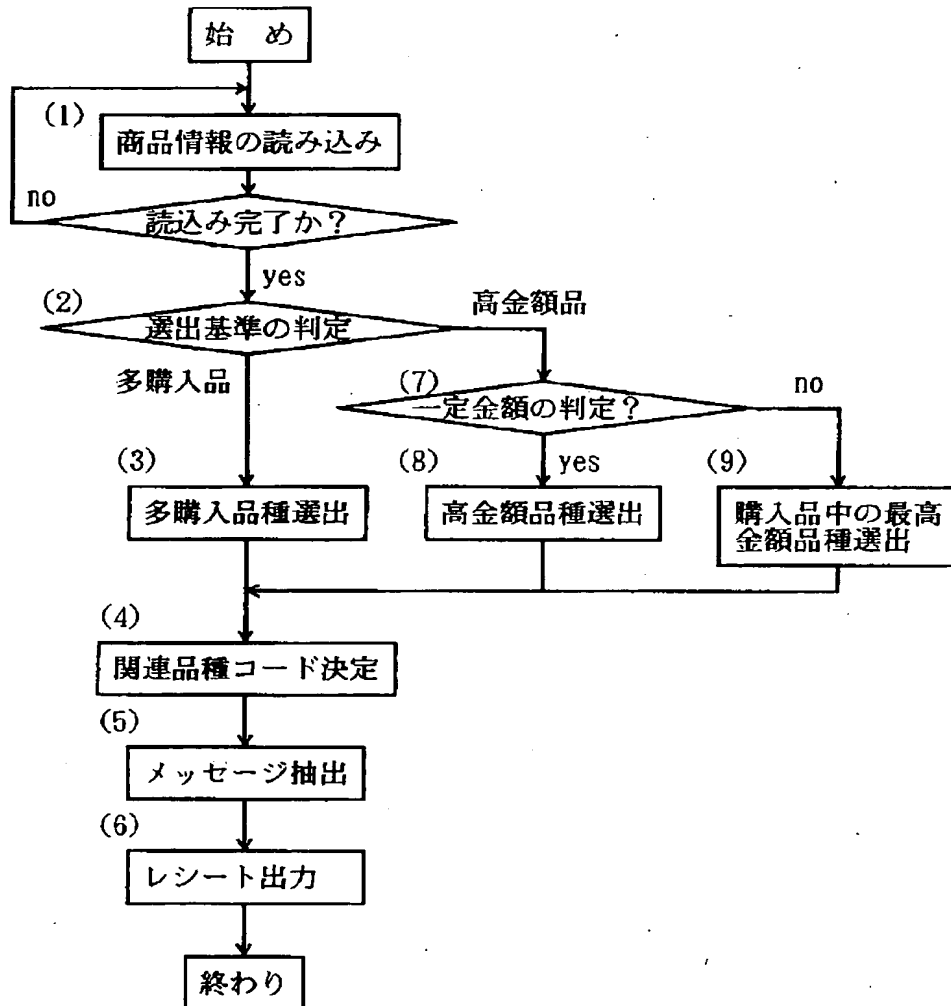 始 め
(1)
商品情報の読み込み
no
読込み完了か？
yes
(2)
選出基準の判定
高金額品
多購入品
(7)
一定金額の判定？
no
(3)
多購入品種選出
(8)
yes
高金額品種選出
(9)
購入品中の最高
金額品種選出
(4)
関連品種コード決定
(5)
メッセージ抽出
(6)
レシート出力
終わり